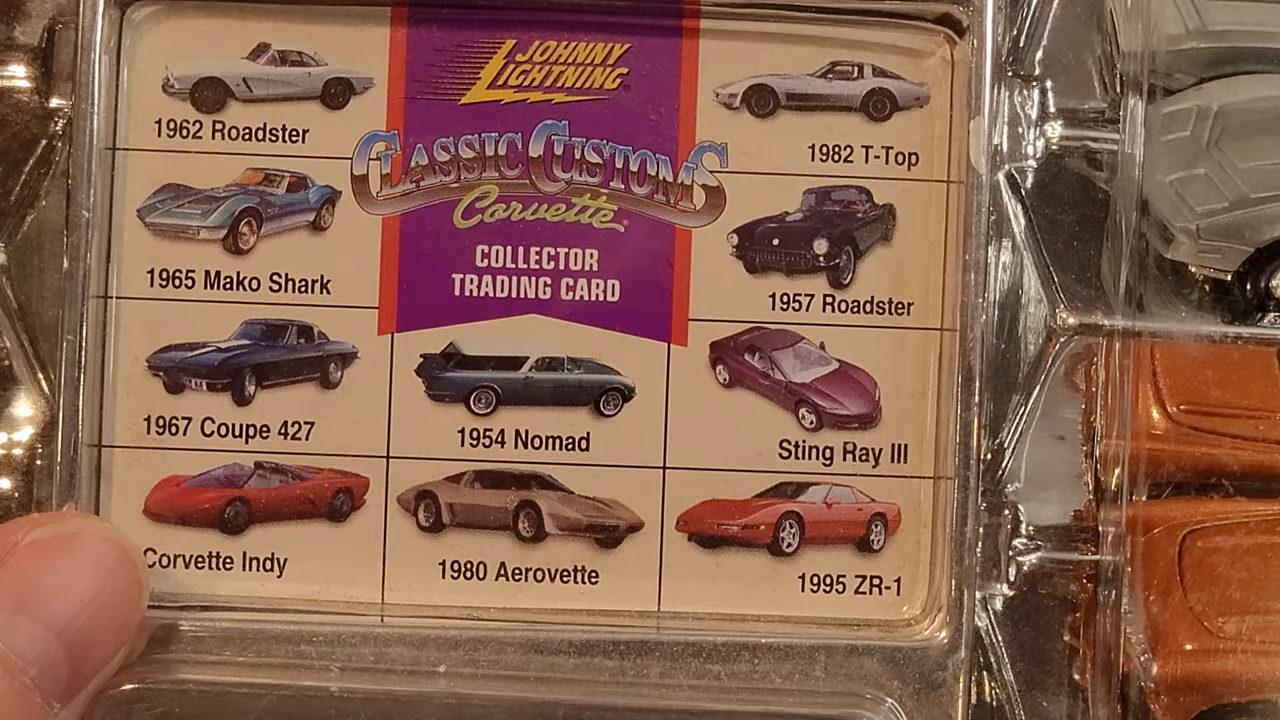 JOHNNY
LIGHTNING
CLASSIC CUSTOMS
Corvette
COLLECTOR
TRADING CARD
1962 Roadster
1982 T-Top
1965 Mako Shark
1957 Roadster
1967 Coupe 427
1954 Nomad
Sting Ray III
Corvette Indy
1980 Aerovette
1995 ZR-1